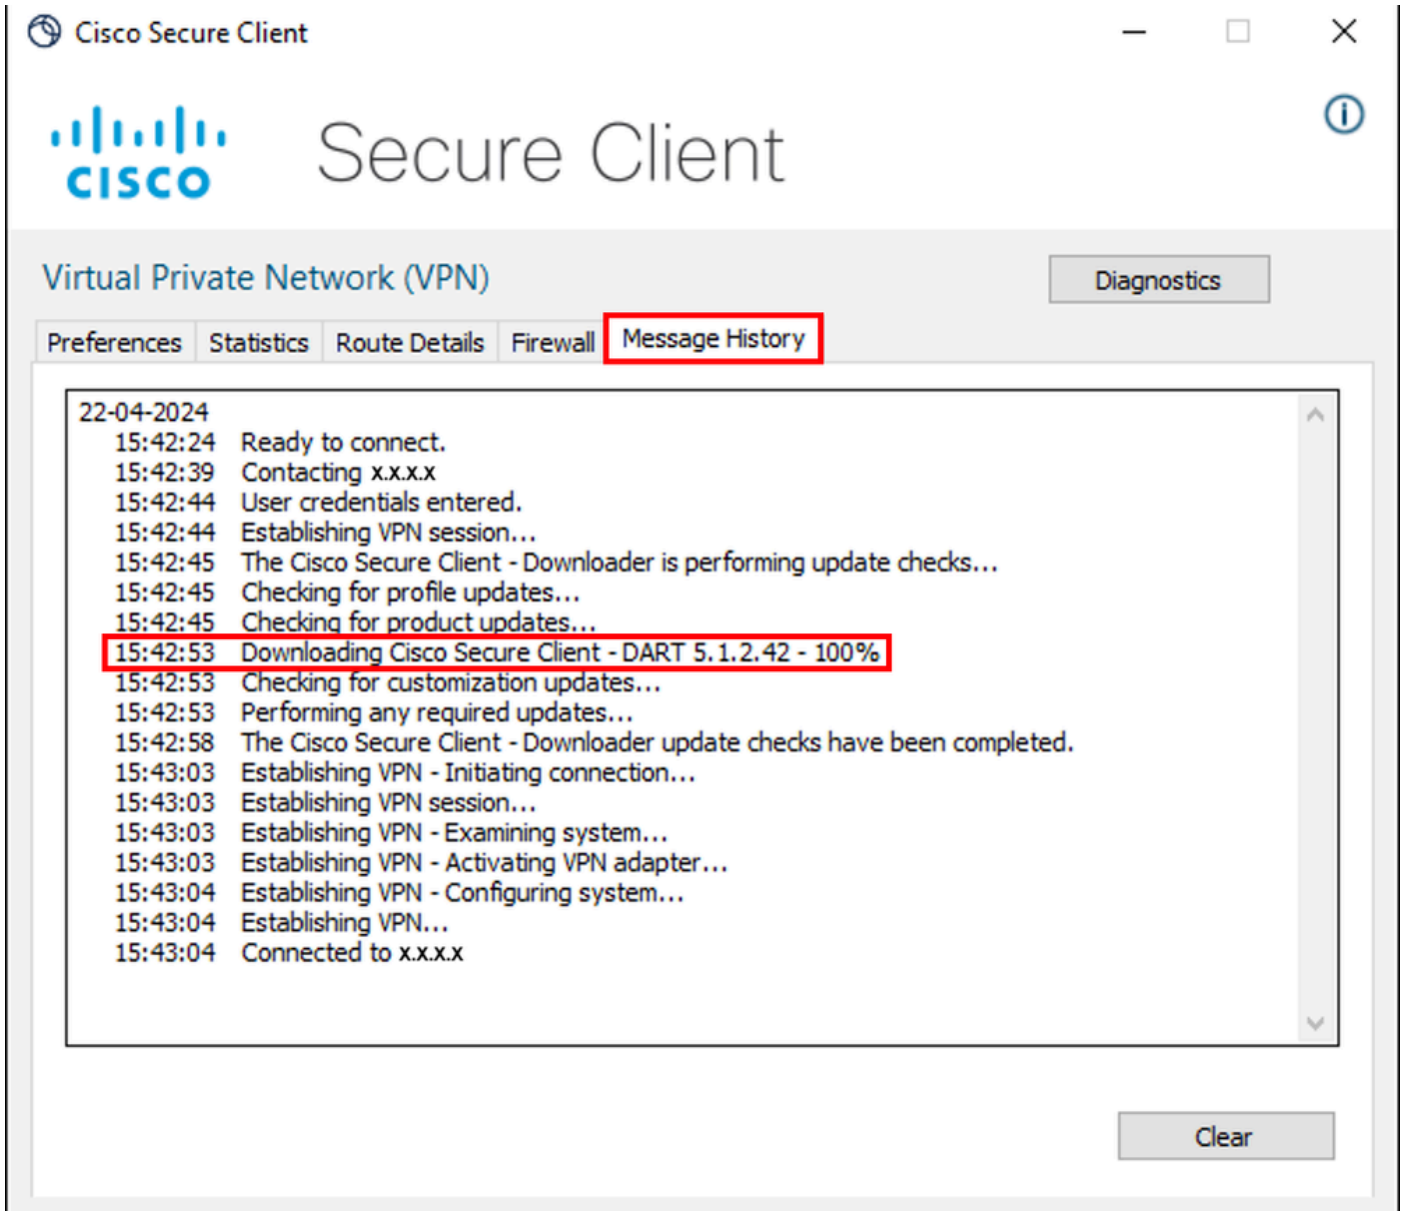 Cisco Secure Client
CISCO
Secure Client
Virtual Private Network (VPN)
Diagnostics
Preferences Statistics Route Details Firewall Message History
22-04-2024
15:42:24 Ready to connect.
15:42:39 Contacting x.x.x.x
15:42:44 User credentials entered.
15:42:44 Establishing VPN session...
15:42:45 The Cisco Secure Client - Downloader is performing update checks...
15:42:45 Checking for profile updates...
15:42:45 Checking for product updates...
15:42:53 Downloading Cisco Secure Client - DART 5.1.2.42 - 100%
15:42:53 Checking for customization updates...
15:42:53 Performing any required updates...
15:42:58 The Cisco Secure Client - Downloader update checks have been completed.
15:43:03 Establishing VPN - Initiating connection...
15:43:03 Establishing VPN session...
15:43:03 Establishing VPN - Examining system...
15:43:03 Establishing VPN - Activating VPN adapter...
15:43:04 Establishing VPN - Configuring system...
15:43:04 Establishing VPN...
15:43:04 Connected to x.x.x.x
Clear